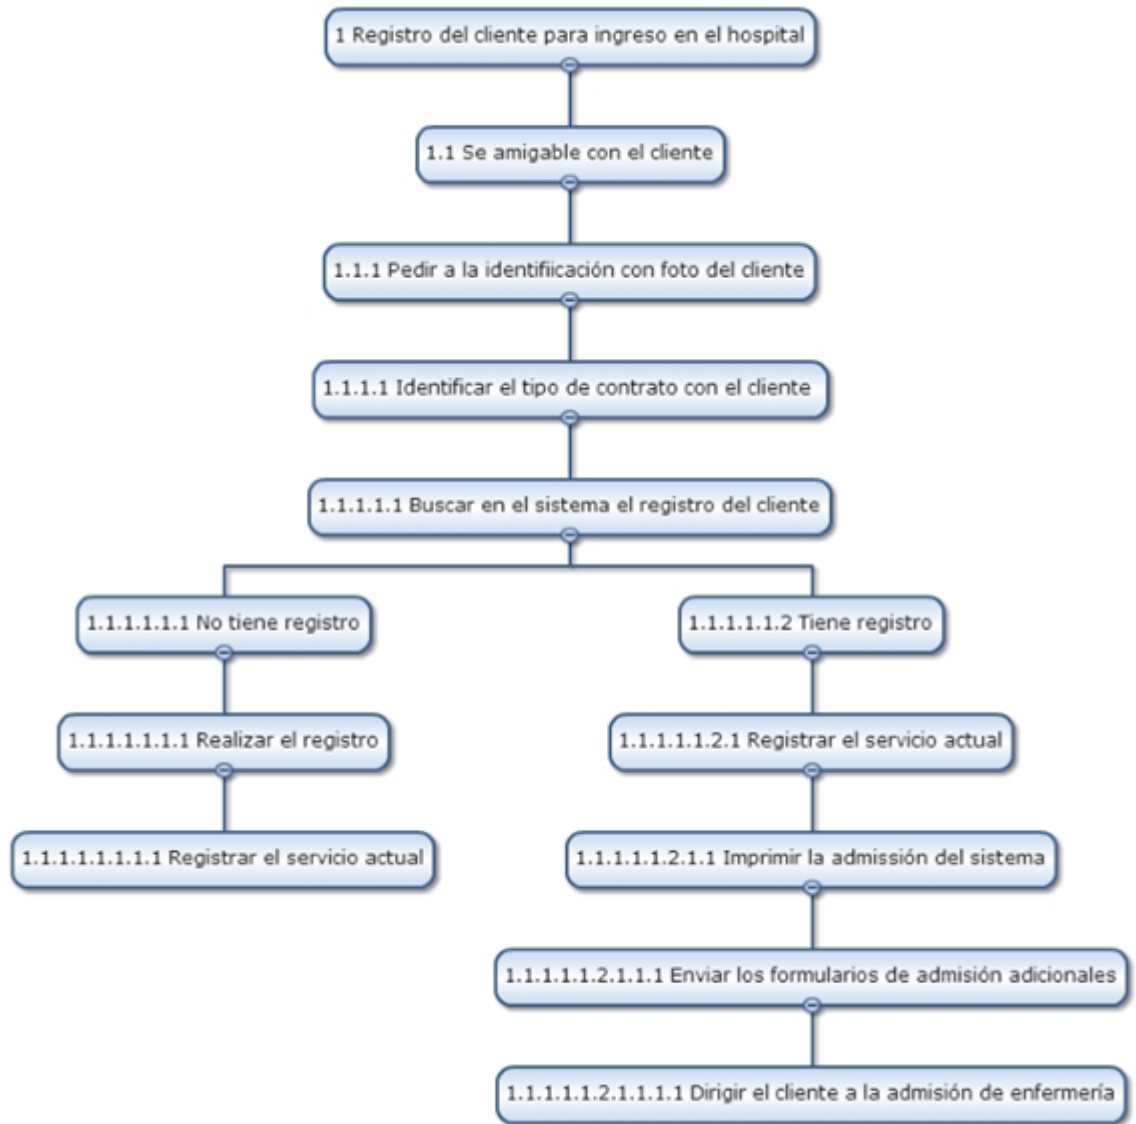 1 Registro del cliente para ingreso en el hospital
1.1 Se amigable con el cliente
1.1.1 Pedir a la identifiicación con foto del cliente
1.1.1.1 Identificar el tipo de contrato con el cliente
1.1.1.1.1 Buscar en el sistema el registro del cliente
1.1.1.1.1.1 No tiene registro
1.1.1.1.1.2 Tiene registro
1.1.1.1.1.1.1 Realizar el registro
1.1.1.1.1.2.1 Registrar el servicio actual
1.1.1.1.1.1.1.1 Registrar el servicio actual
1.1.1.1.1.2.1.1 Imprimir la admissión del sistema
1.1.1.1.1.2.1.1.1 Enviar los formularios de admisión adicionales
1.1.1.1.1.2.1.1.1.1 Dirigir el cliente a la admisión de enfermería